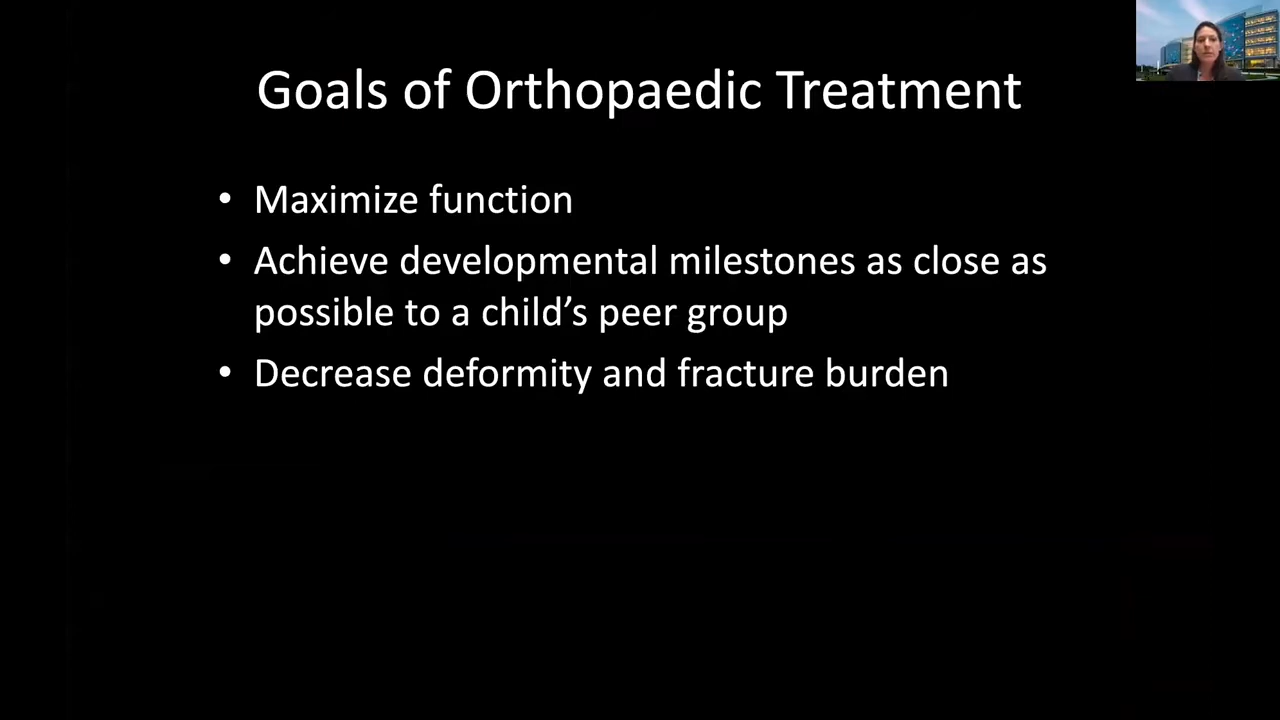 Goals of Orthopaedic Treatment
• Maximize function
• Achieve developmental milestones as close as
possible to a child’s peer group
• Decrease deformity and fracture burden